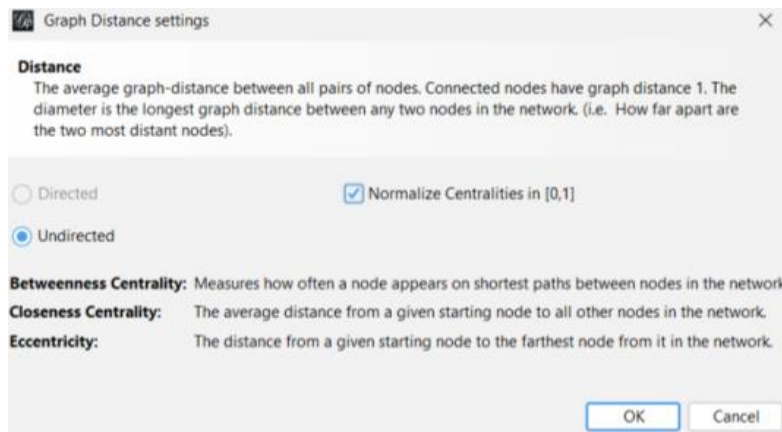 Graph Distance settings
Distance
The average graph-distance between all pairs of nodes. Connected nodes have graph distance 1. The
diameter is the longest graph distance between any two nodes in the network. (i.e. How far apart are
the two most distant nodes).
Directed
Normalize Centralities in [0,1]
Undirected
Betweenness Centrality: Measures how often a node appears on shortest paths between nodes in the network
Closeness Centrality: The average distance from a given starting node to all other nodes in the network.
Eccentricity: The distance from a given starting node to the farthest node from it in the network.
OK Cancel